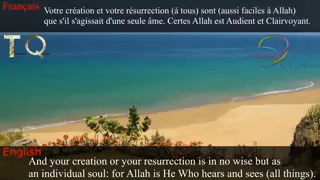 Français
Votre création et votre résurrection (à tous) sont (aussi faciles à Allah)
que s'il s'agissait d'une seule âme. Certes Allah est Audient et Clairvoyant.
TQ
English :
And your creation or your resurrection is in no wise but as
an individual soul: for Allah is He Who hears and sees (all things).